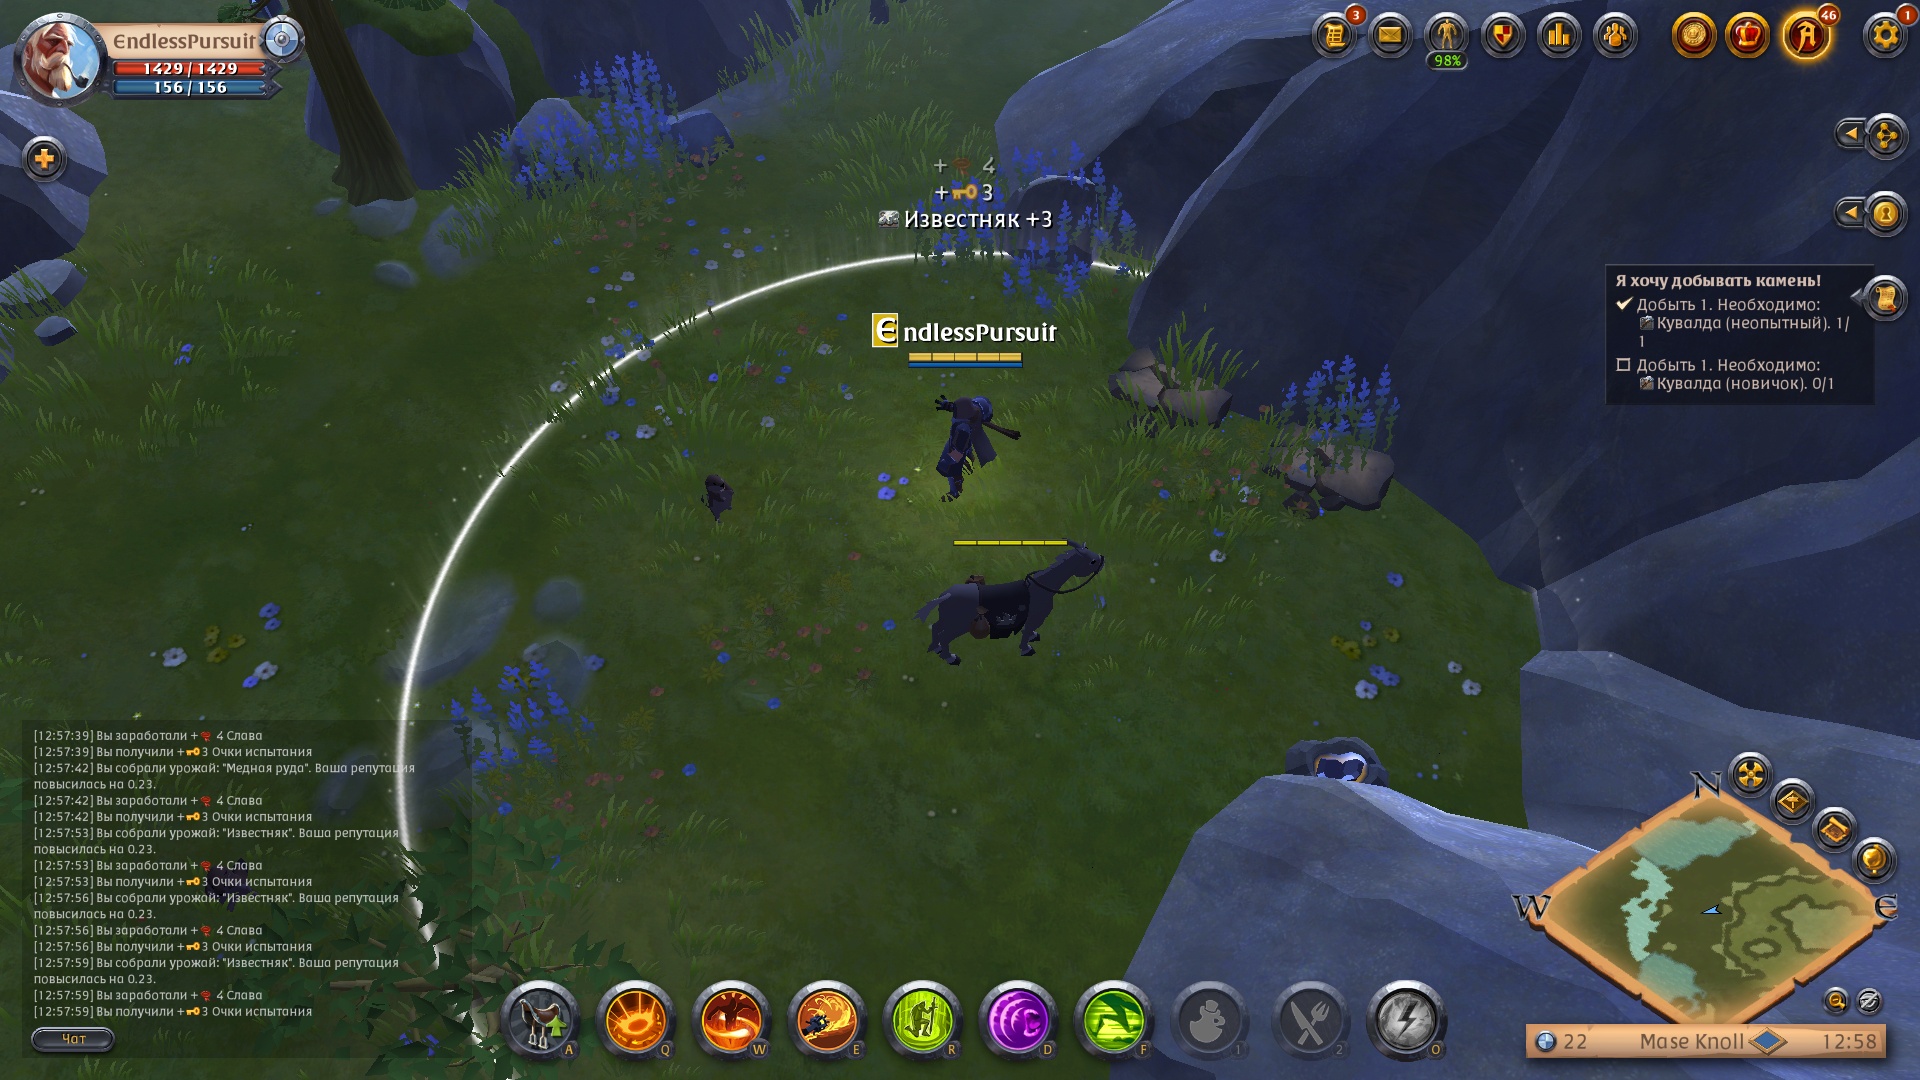 EndlessPursuit
1429 / 1429
156 / 156
3
98%
46
1
+ 4
+ 3
Известняк +3
EndlessPursuit
Я хочу добывать камень!
Добыть 1. Необходимо:
Кувалда (неопытный). 1/
1
Добыть 1. Необходимо:
Кувалда (новичок). 0/1
[12:57:39] Вы заработали + 4 Слава
[12:57:39] Вы получили + 3 Очки испытания
[12:57:42] Вы собрали урожай: "Медная руда". Ваша репутация
повысилась на 0.23.
[12:57:42] Вы заработали + 4 Слава
[12:57:42] Вы получили + 3 Очки испытания
[12:57:53] Вы собрали урожай: "Известняк". Ваша репутация
повысилась на 0.23.
[12:57:53] Вы заработали + 4 Слава
[12:57:53] Вы получили + 3 Очки испытания
[12:57:56] Вы собрали урожай: "Известняк". Ваша репутация
повысилась на 0.23.
[12:57:56] Вы заработали + 4 Слава
[12:57:56] Вы получили + 3 Очки испытания
[12:57:59] Вы собрали урожай: "Известняк". Ваша репутация
повысилась на 0.23.
[12:57:59] Вы заработали + 4 Слава
[12:57:59] Вы получили + 3 Очки испытания
Чат
A Q W E R D F 1 2 O
N
W E
22 Mase Knoll 12:58